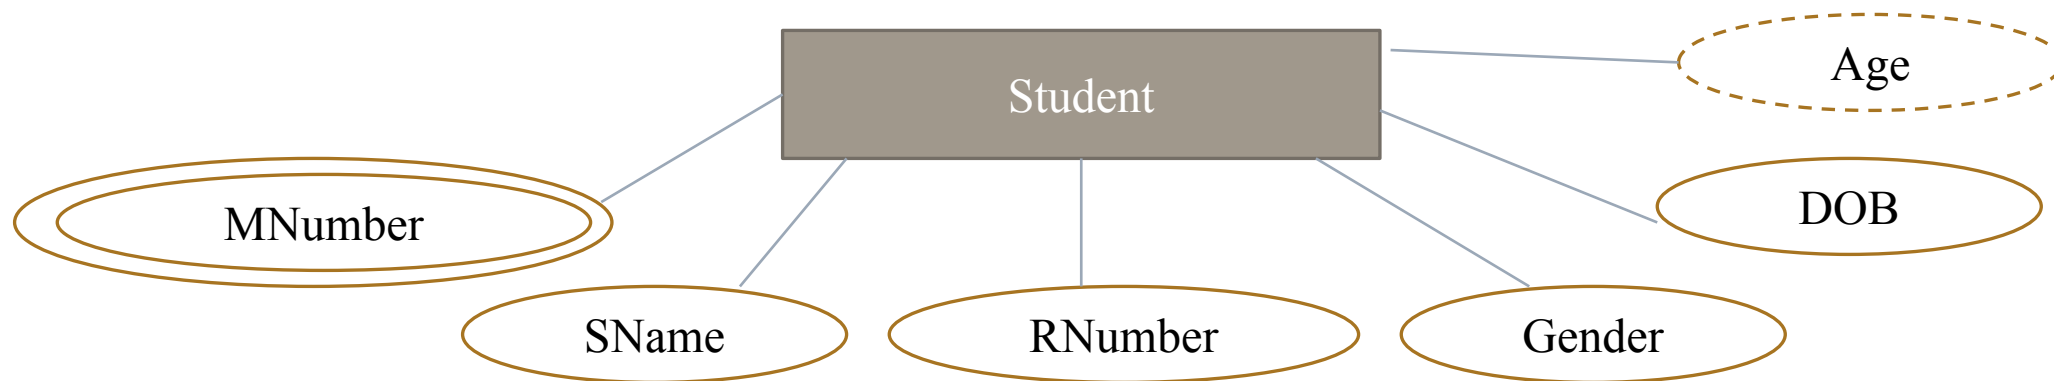 Student
Age
MNumber
DOB
SName
RNumber
Gender